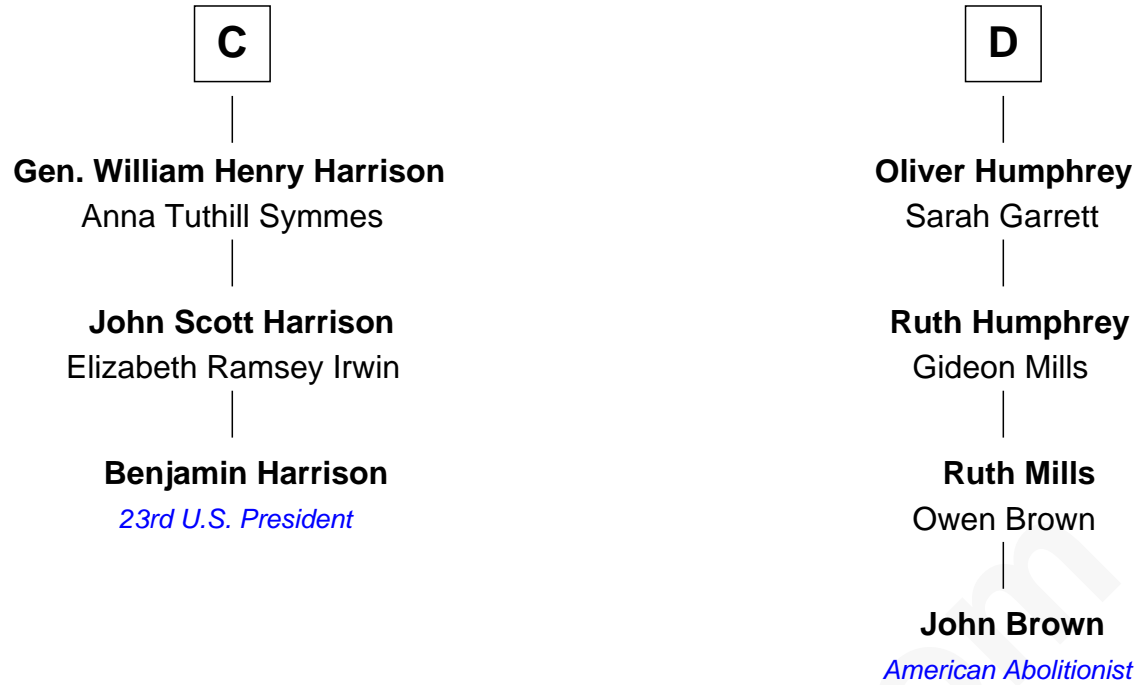 C
Gen. William Henry Harrison
Anna Tuthill Symmes
John Scott Harrison
Elizabeth Ramsey Irwin
Benjamin Harrison
23rd U.S. President
D
Oliver Humphrey
Sarah Garrett
Ruth Humphrey
Gideon Mills
Ruth Mills
Owen Brown
John Brown
American Abolitionist